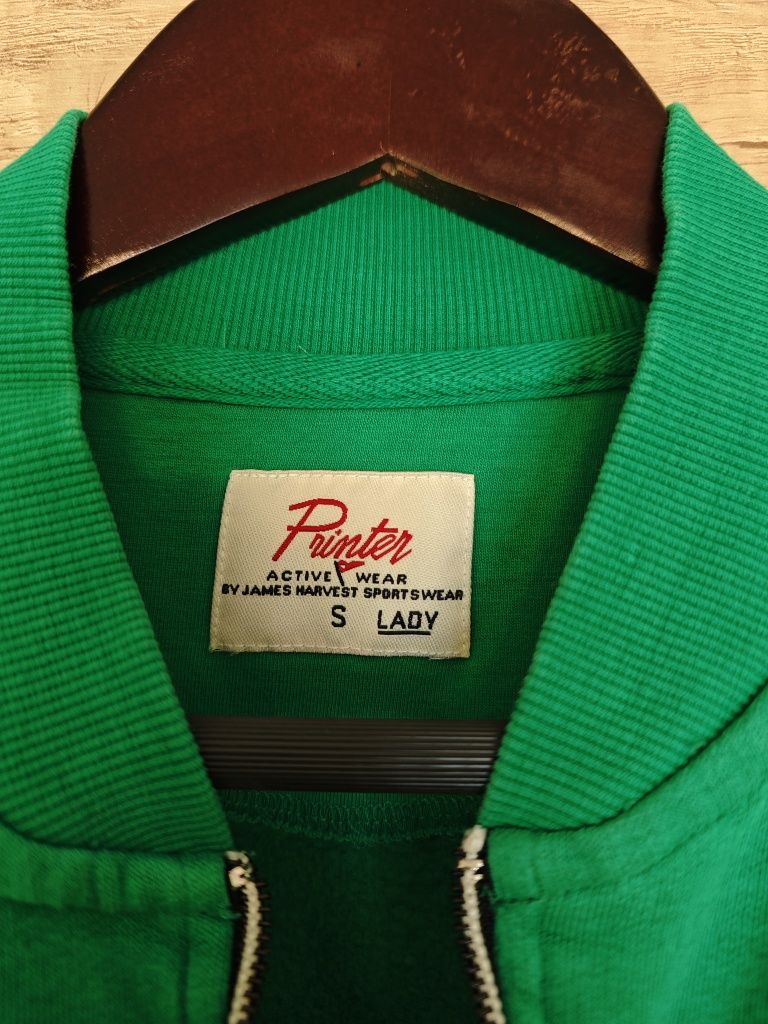 Printer
ACTIVE WEAR
BY JAMES HARVEST SPORTSWEAR
S LADY